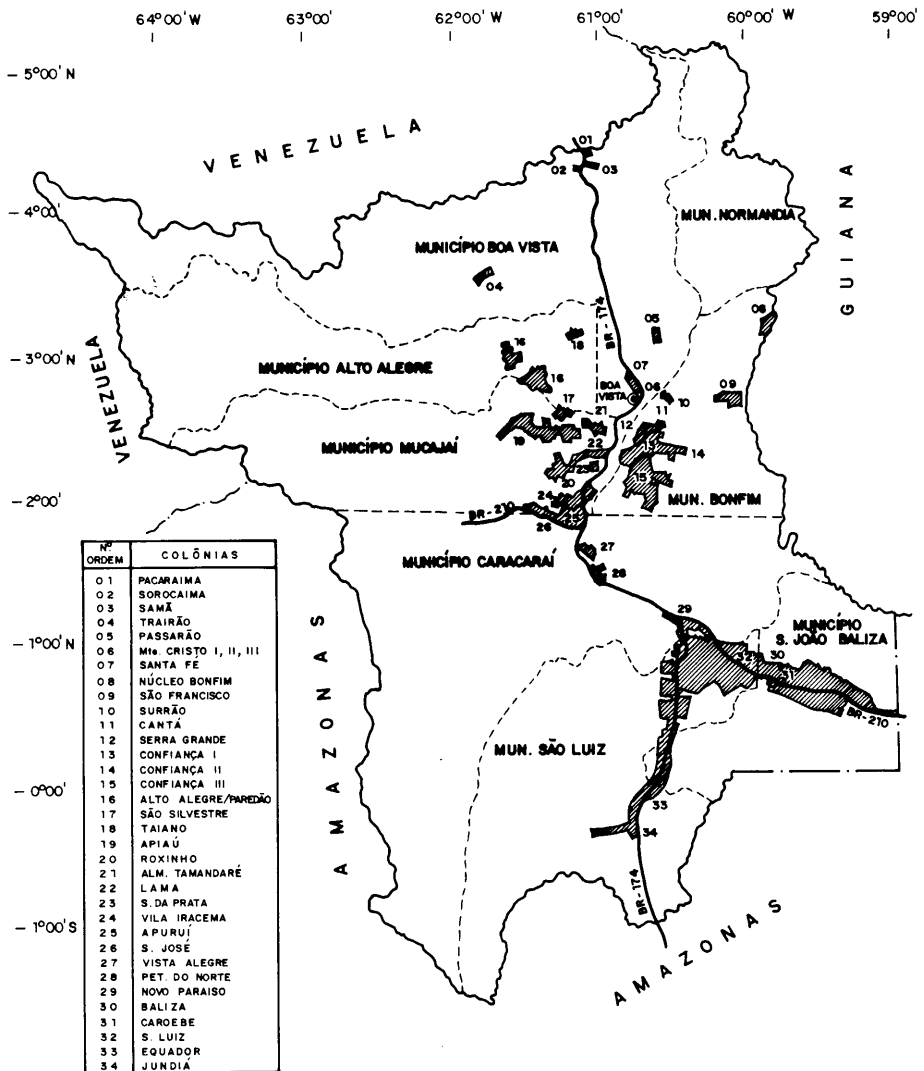 64°00' W
63°00' W
62°00' W
61°00' W
60°00' W
59°00' W
5°00' N
4°00' N
3°00' N
2°00'
1°00' N
0°00'
1°00' S
VENEZUELA
01
02
03
GUIANA
MUN. NORMANDIA
MUNICÍPIO BOA VISTA
04
BR-174
05
08
18
16
VENEZUELA
MUNICÍPIO ALTO ALEGRE
07
16
BOA VISTA
06
09
10
17
11
21
12
MUNICÍPIO MUCAJAÍ
19
13
22
14
23
20
15
24
MUN. BONFIM
BR-210
25
26
27
MUNICÍPIO CARACARAÍ
28
29
MUNICÍPIO
S. JOÃO BALIZA
32
30
31
BR-210
MUN. SÃO LUIZ
33
34
BR-174
AMAZONAS
AMAZONAS
Nº ORDEM COLÔNIAS
01 PACARAIMA
02 SOROCAIMA
03 SAMÃ
04 TRAIRÃO
05 PASSARÃO
06 Mte. CRISTO I, II, III
07 SANTA FÉ
08 NÚCLEO BONFIM
09 SÃO FRANCISCO
10 SURRÃO
11 CANTÁ
12 SERRA GRANDE
13 CONFIANÇA I
14 CONFIANÇA II
15 CONFIANÇA III
16 ALTO ALEGRE/PAREDÃO
17 SÃO SILVESTRE
18 TAIANO
19 APIAÚ
20 ROXINHO
21 ALM. TAMANDARÉ
22 LAMA
23 S. DA PRATA
24 VILA IRACEMA
25 APURUÍ
26 S. JOSÉ
27 VISTA ALEGRE
28 PET. DO NORTE
29 NOVO PARAISO
30 BALIZA
31 CAROEBE
32 S. LUIZ
33 EQUADOR
34 JUNDIÁ